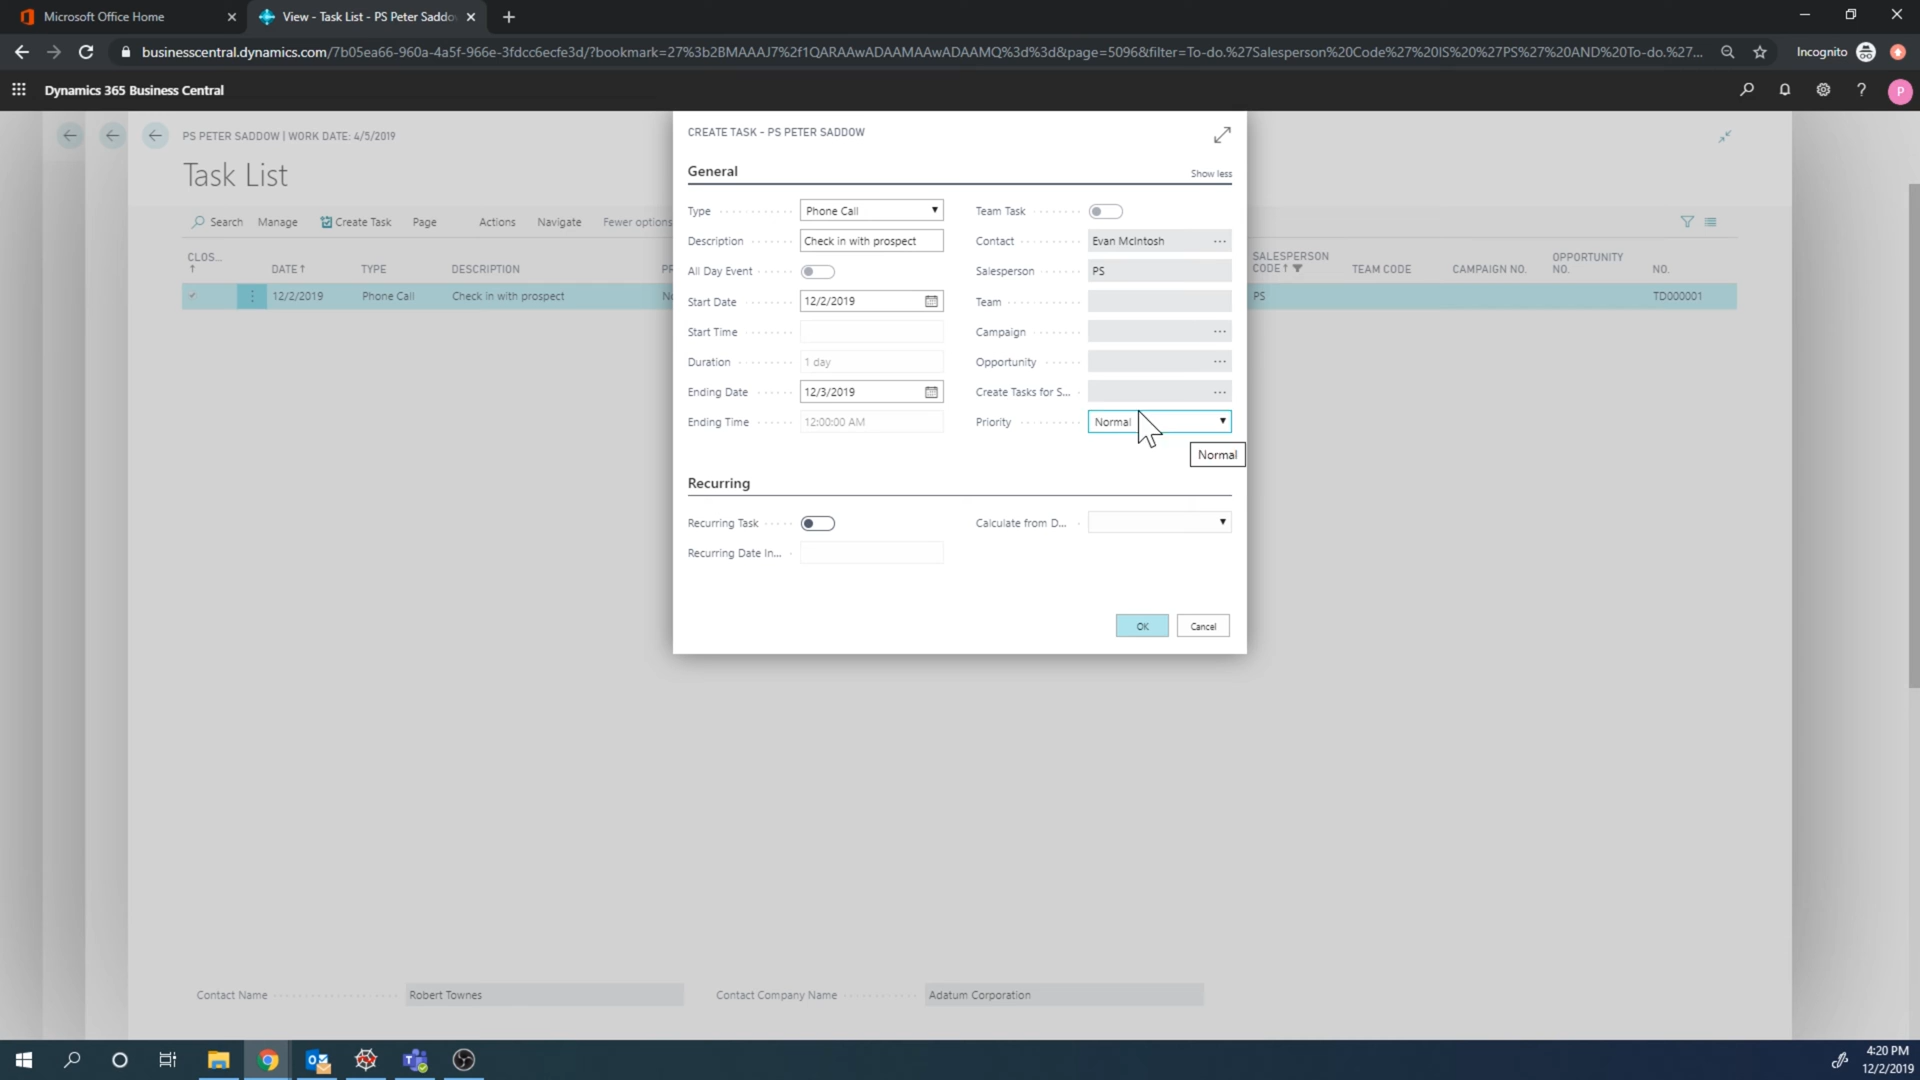 Microsoft Office Home
View - Task List - PS Peter Saddo
businesscentral.dynamics.com/7b05ea66-960a-4a5f-966e-3fdcc6ecfe3d/?bookmark=27%3b2BMAAAJ7%2f1QARAAwADAAMAAwADAAMQ%3d%3d&page=5096&filter=To-do.%27Salesperson%20Code%27%20IS%20%27PS%27%20AND%20To-do.%27...
Incognito
Dynamics 365 Business Central
P
PS PETER SADDOW | WORK DATE: 4/5/2019
Task List
Search
Manage
Create Task
Page
Actions
Navigate
Fewer options
CLOS...
DATE
TYPE
DESCRIPTION
SALESPERSON
CODE
TEAM CODE
CAMPAIGN NO.
OPPORTUNITY
NO.
NO.
12/2/2019
Phone Call
Check in with prospect
PS
TD000001
CREATE TASK - PS PETER SADDOW
General
Show less
Type
Phone Call
Team Task
Description
Check in with prospect
Contact
Evan McIntosh
All Day Event
Salesperson
PS
Start Date
12/2/2019
Team
Start Time
Campaign
Duration
1 day
Opportunity
Ending Date
12/3/2019
Create Tasks for S...
Ending Time
12:00:00 AM
Priority
Normal
Normal
Recurring
Recurring Task
Calculate from D...
Recurring Date In...
OK
Cancel
Contact Name
Robert Townes
Contact Company Name
Adatum Corporation
4:20 PM
12/2/2019